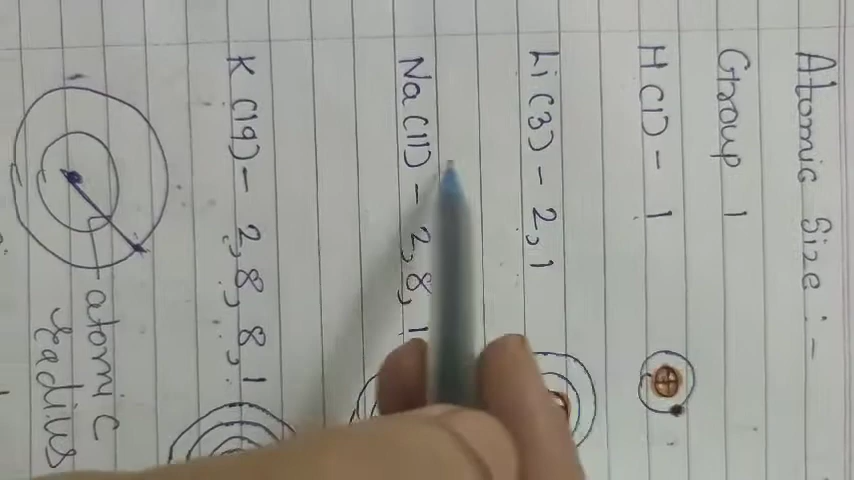 Atomic Size :-
Group 1
H (1) - 1
Li (3) - 2, 1
Na (11) - 2, 8, 1
K (19) - 2, 8, 8, 1
atomic
radius